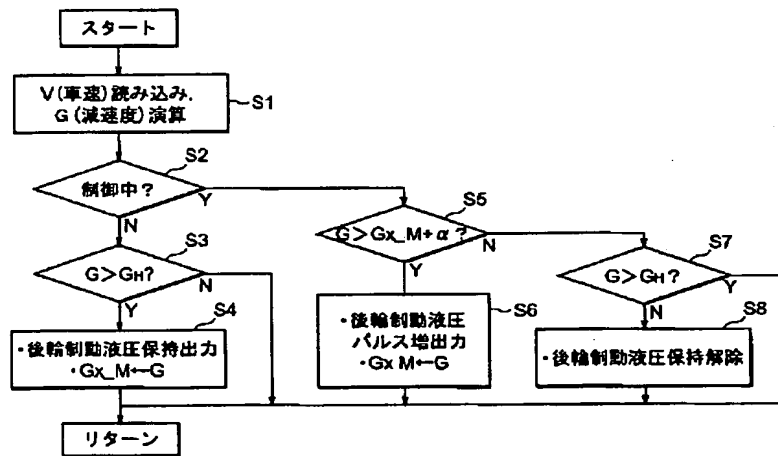 スタート
V(車速)読み込み,
G(減速度)演算
S1
S2
制御中?
Y
N
S3
G>GH?
N
Y
S4
・後輪制動液圧保持出力
・Gx_M←G
リターン
S5
G>Gx_M+α?
N
Y
S6
・後輪制動液圧
パルス増出力
・Gx M←G
S7
G>GH?
Y
N
S8
・後輪制動液圧保持解除